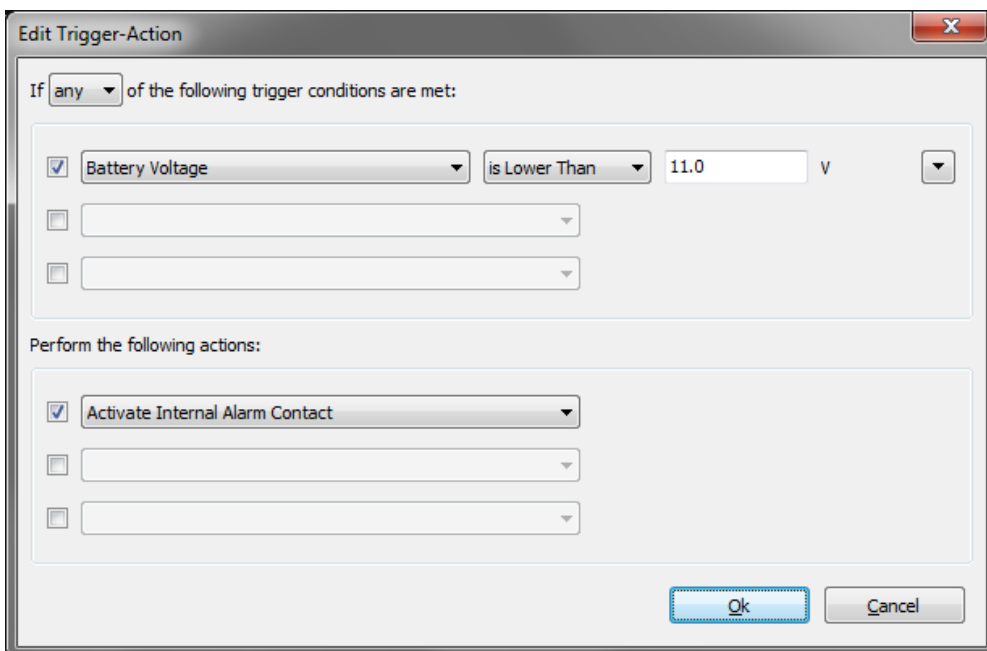 Edit Trigger-Action
If any of the following trigger conditions are met:
Battery Voltage is Lower Than 11.0 V
Perform the following actions:
Activate Internal Alarm Contact
Ok Cancel